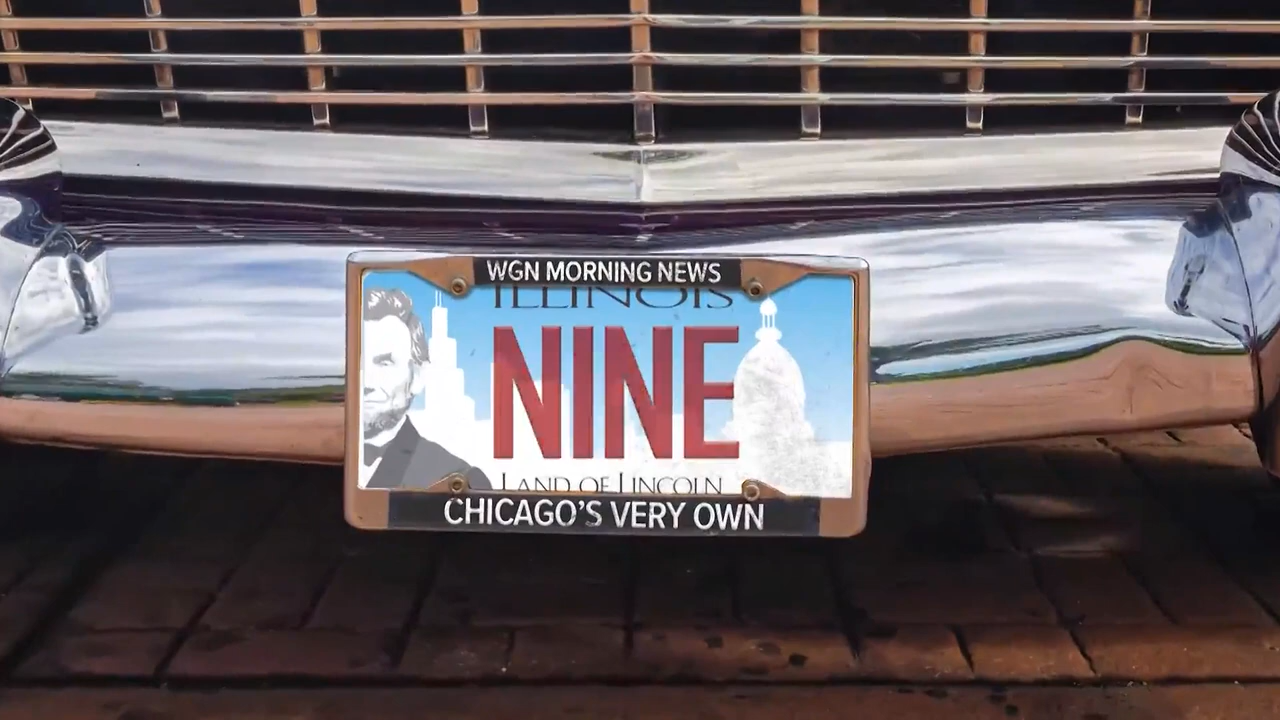 WGN MORNING NEWS
ILLINOIS
NINE
LAND OF LINCOLN
CHICAGO'S VERY OWN